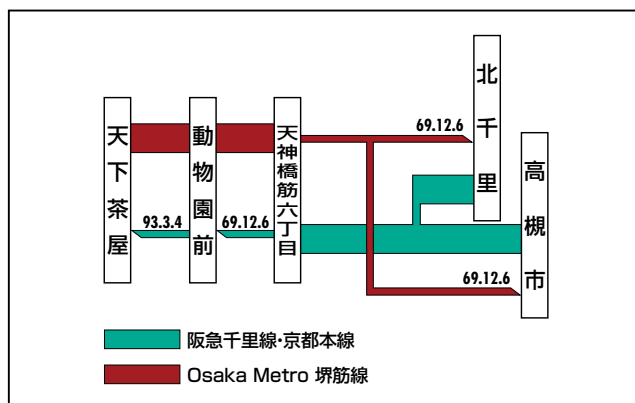 北千里
69.12.6
天下茶屋
動物園前
天神橋筋六丁目
高槻市
93.3.4
69.12.6
69.12.6
阪急千里線・京都本線
Osaka Metro 堺筋線